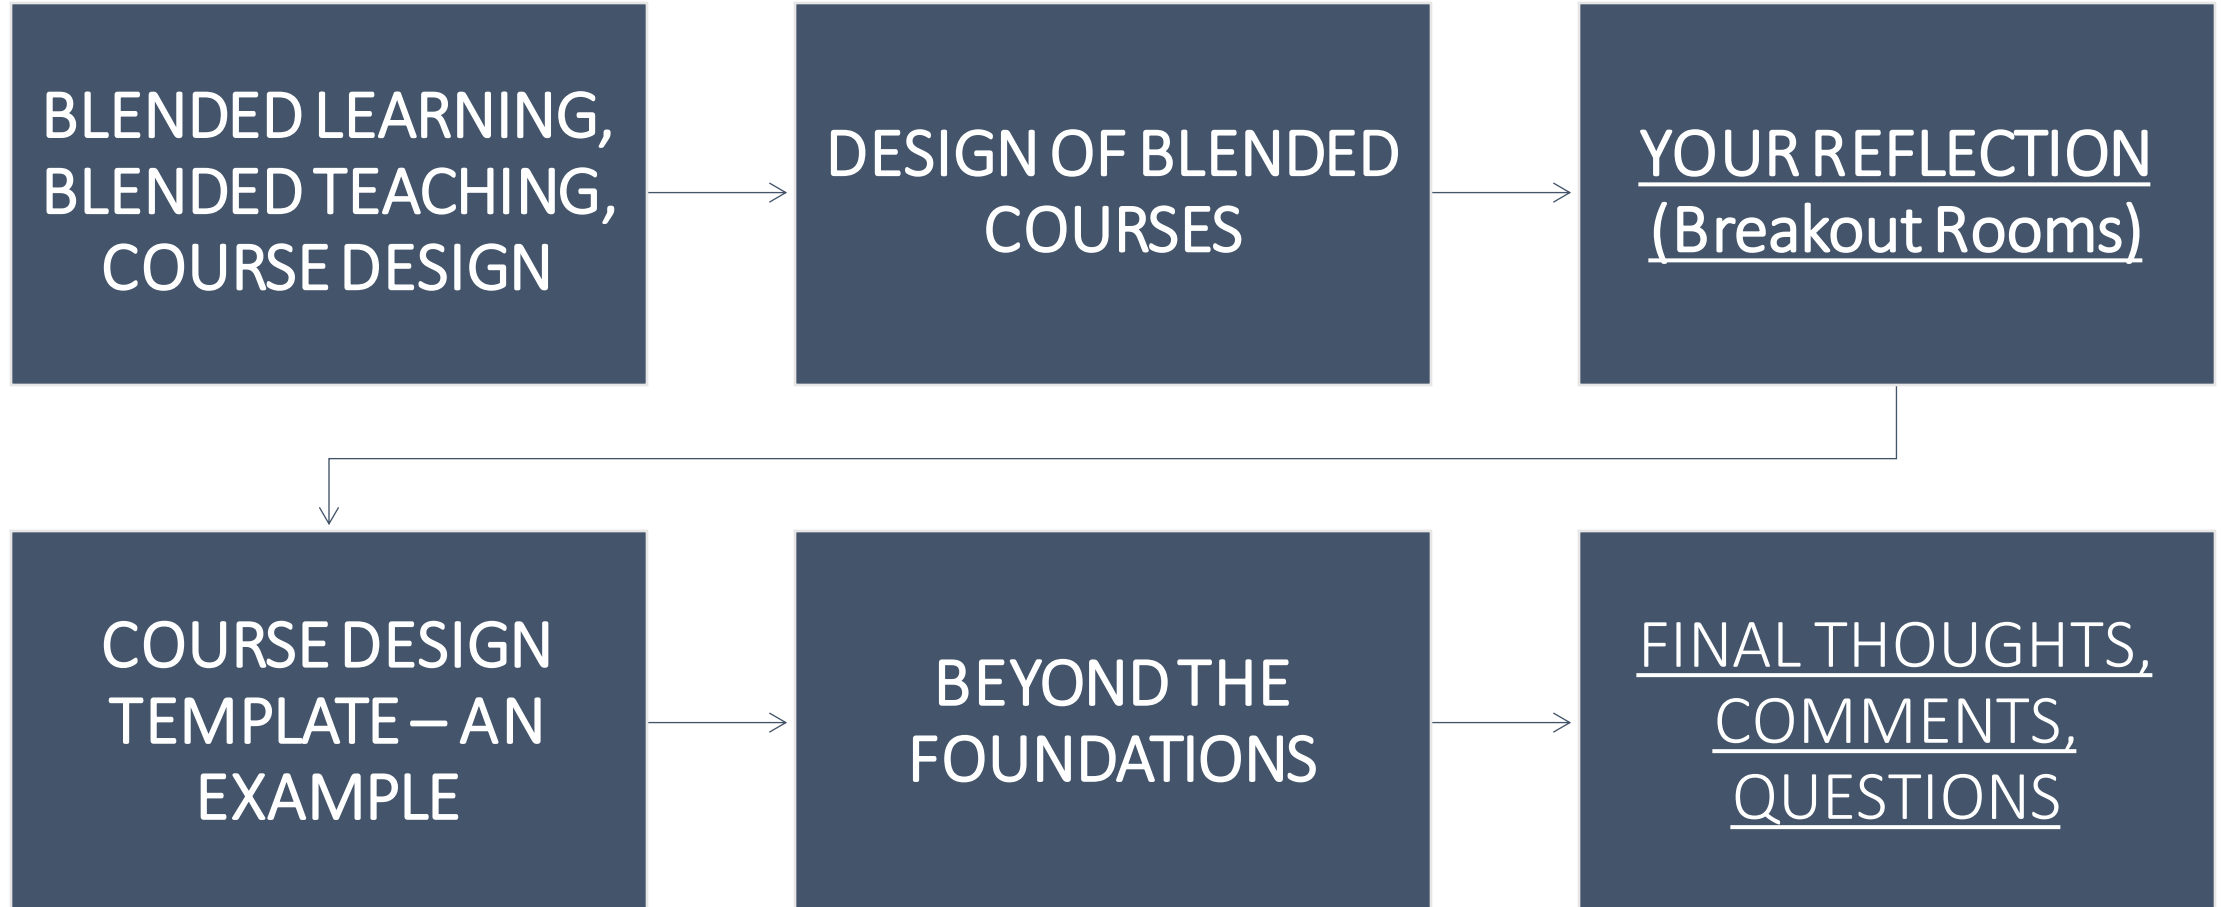 BLENDED LEARNING,
BLENDED TEACHING,
COURSE DESIGN
DESIGN OF BLENDED
COURSES
YOUR REFLECTION
(Breakout Rooms)
COURSE DESIGN
TEMPLATE – AN
EXAMPLE
BEYOND THE
FOUNDATIONS
FINAL THOUGHTS,
COMMENTS,
QUESTIONS